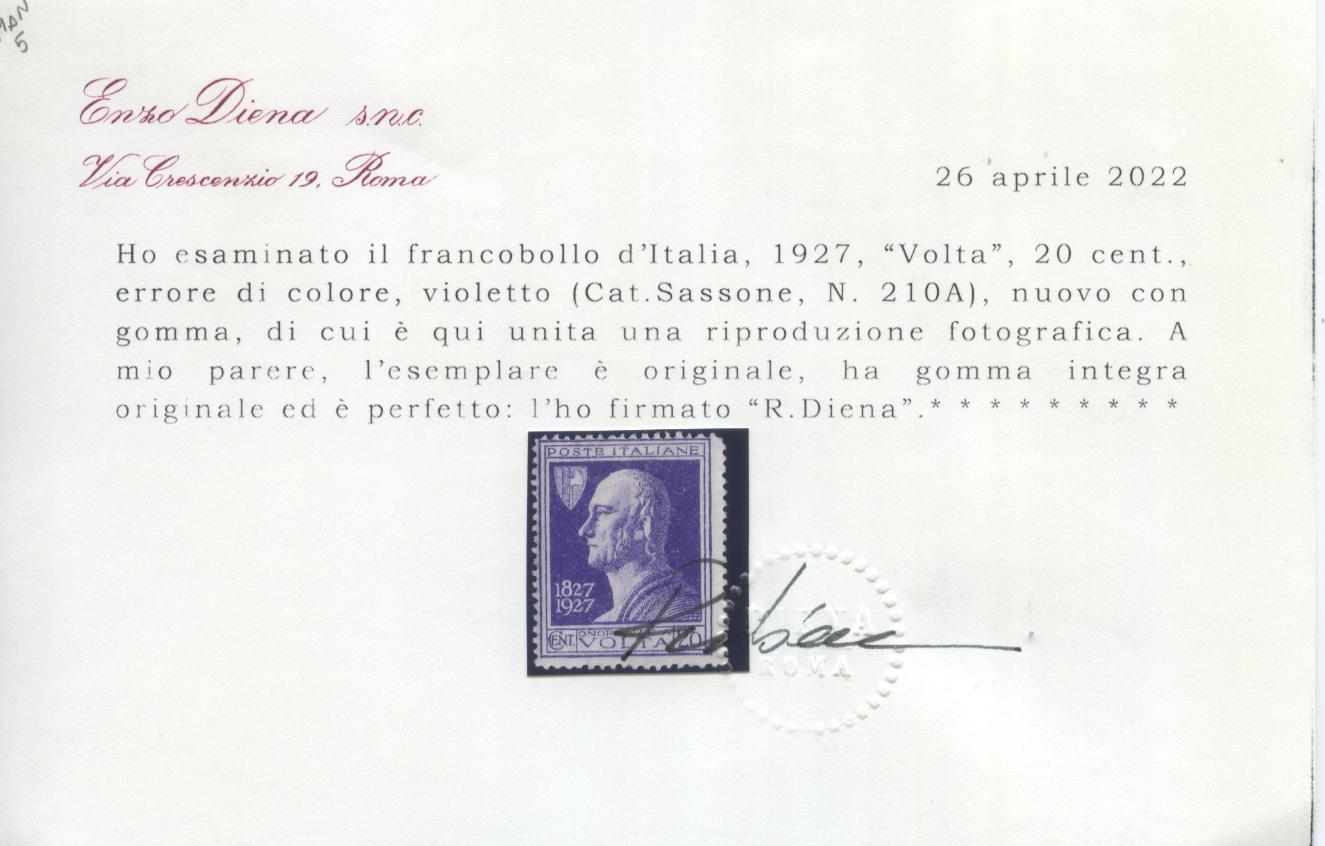 MAN
5
Enzo Diena s.n.c.
Via Crescenzio 19, Roma
26 aprile 2022
Ho esaminato il francobollo d'Italia, 1927, “Volta”, 20 cent.,
errore di colore, violetto (Cat.Sassone, N. 210A), nuovo con
gomma, di cui è qui unita una riproduzione fotografica. A
mio parere, l'esemplare è originale, ha gomma integra
originale ed è perfetto: l'ho firmato “R.Diena”.* * * * * * * * *
POSTE ITALIANE
1827
1927
CENT VOLTA
ROMA